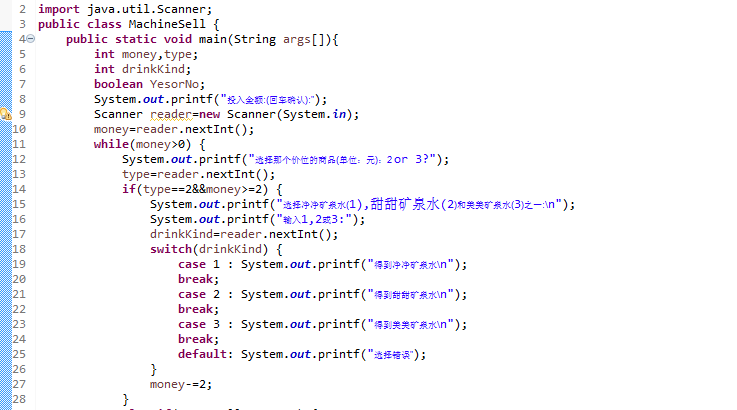 2 import java.util.Scanner;
3 public class MachineSell {
4 public static void main(String args[]){
5 int money,type;
6 int drinkKind;
7 boolean YesorNo;
8 System.out.printf("投入金额:(回车确认):");
9 Scanner reader=new Scanner(System.in);
10 money=reader.nextInt();
11 while(money>0) {
12 System.out.printf("选择那个价位的商品(单位：元)：2 or 3?");
13 type=reader.nextInt();
14 if(type==2&&money>=2) {
15 System.out.printf("选择净净矿泉水(1),甜甜矿泉水(2)和美美矿泉水(3)之一:\n");
16 System.out.printf("输入1,2或3:");
17 drinkKind=reader.nextInt();
18 switch(drinkKind) {
19 case 1 : System.out.printf("得到净净矿泉水\n");
20 break;
21 case 2 : System.out.printf("得到甜甜矿泉水\n");
22 break;
23 case 3 : System.out.printf("得到美美矿泉水\n");
24 break;
25 default: System.out.printf("选择错误");
26 }
27 money-=2;
28 }